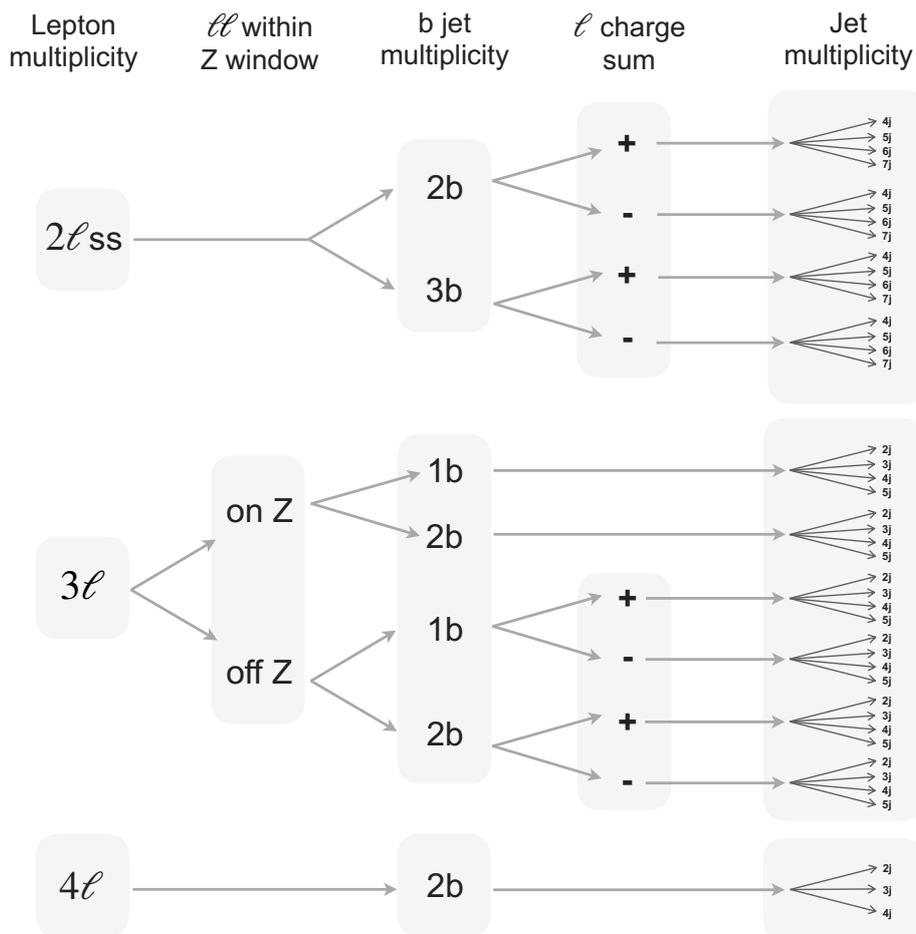 Lepton multiplicity
ℓℓ within Z window
b jet multiplicity
ℓ charge sum
Jet multiplicity
2ℓ ss
2b
+
4j
5j
6j
7j
-
4j
5j
6j
7j
3b
+
4j
5j
6j
7j
-
4j
5j
6j
7j
3ℓ
on Z
1b
2j
3j
4j
5j
2b
2j
3j
4j
5j
off Z
1b
+
2j
3j
4j
5j
-
2j
3j
4j
5j
2b
+
2j
3j
4j
5j
-
2j
3j
4j
5j
4ℓ
2b
2j
3j
4j